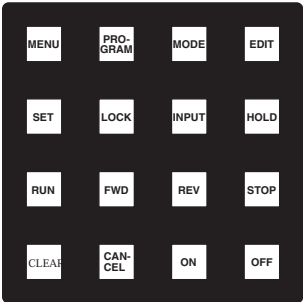 MENU PRO-GRAM MODE EDIT
SET LOCK INPUT HOLD
RUN FWD REV STOP
CLEAR CAN-CEL ON OFF